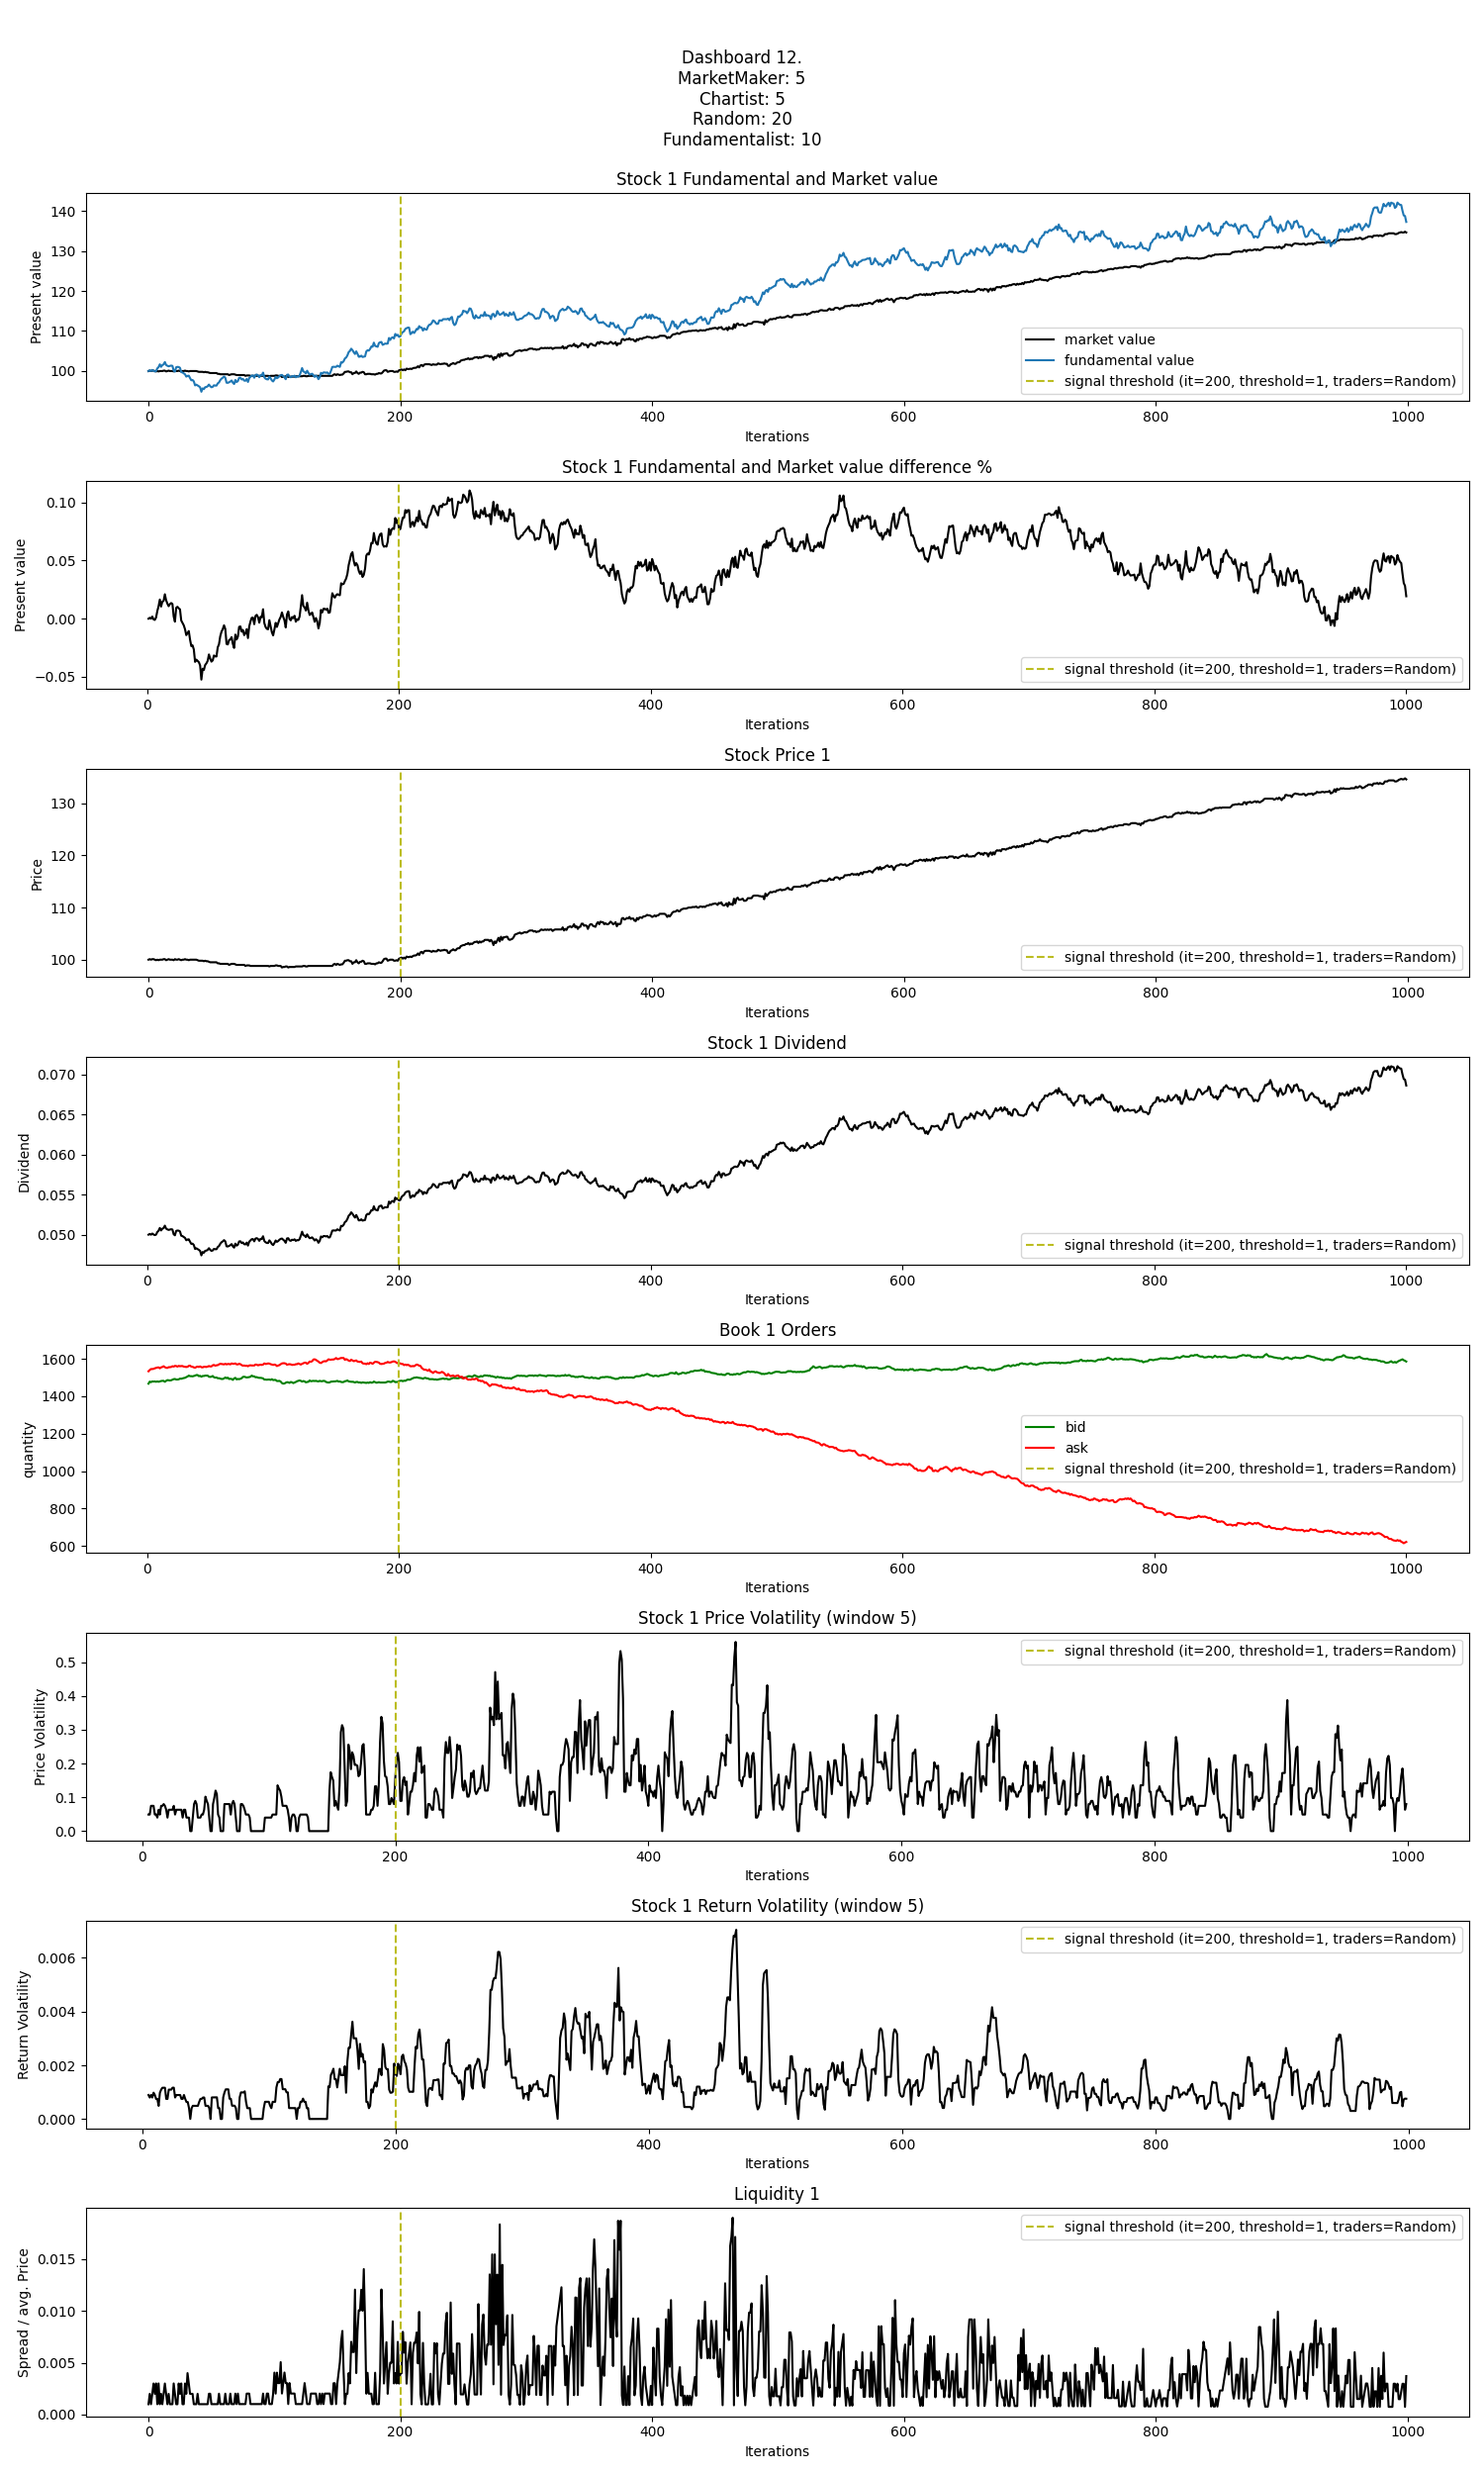 Dashboard 12.
MarketMaker: 5
Chartist: 5
Random: 20
Fundamentalist: 10
Stock 1 Fundamental and Market value
Present value
140
130
120
110
100
market value
fundamental value
signal threshold (it=200, threshold=1, traders=Random)
0 200 400 600 800 1000
Iterations
Stock 1 Fundamental and Market value difference %
Present value
0.10
0.05
0.00
−0.05
signal threshold (it=200, threshold=1, traders=Random)
0 200 400 600 800 1000
Iterations
Stock Price 1
Price
130
120
110
100
signal threshold (it=200, threshold=1, traders=Random)
0 200 400 600 800 1000
Iterations
Stock 1 Dividend
Dividend
0.070
0.065
0.060
0.055
0.050
signal threshold (it=200, threshold=1, traders=Random)
0 200 400 600 800 1000
Iterations
Book 1 Orders
quantity
1600
1400
1200
1000
800
600
bid
ask
signal threshold (it=200, threshold=1, traders=Random)
0 200 400 600 800 1000
Iterations
Stock 1 Price Volatility (window 5)
Price Volatility
0.5
0.4
0.3
0.2
0.1
0.0
signal threshold (it=200, threshold=1, traders=Random)
0 200 400 600 800 1000
Iterations
Stock 1 Return Volatility (window 5)
Return Volatility
0.006
0.004
0.002
0.000
signal threshold (it=200, threshold=1, traders=Random)
0 200 400 600 800 1000
Iterations
Liquidity 1
Spread / avg. Price
0.015
0.010
0.005
0.000
signal threshold (it=200, threshold=1, traders=Random)
0 200 400 600 800 1000
Iterations